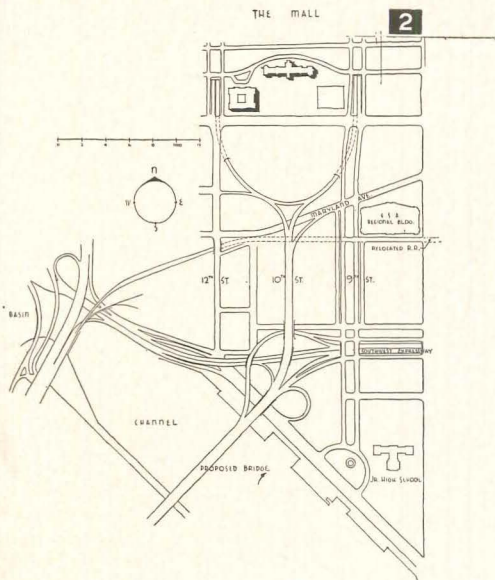 THE MALL
2
n
W
E
S
MARYLAND AVE
GSA
REGIONAL BLDG.
RELOCATED R.R.
12TH ST.
10TH ST.
9TH ST.
BASIN
SOUTHWEST EXPRESSWAY
CHANNEL
PROPOSED BRIDGE
JR. HIGH SCHOOL